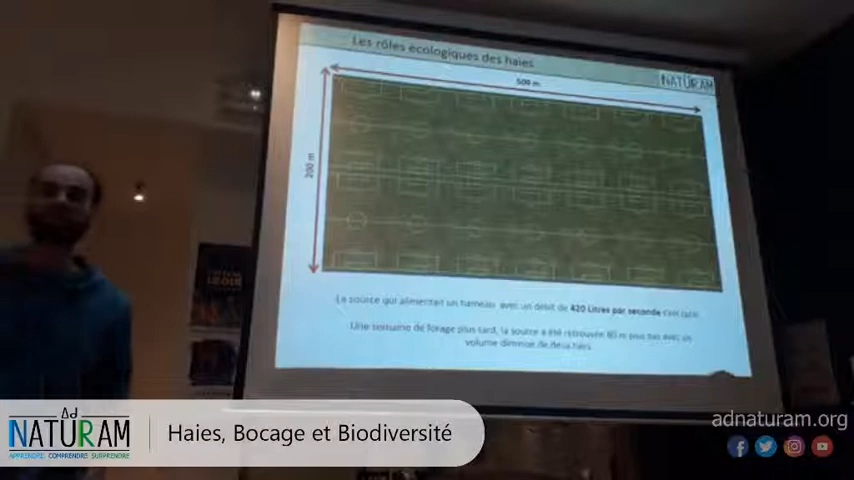 Les rôles écologiques des haies
NATURAM
500 m
200 m
La source qui alimentait un hameau avec un débit de 420 Litres par seconde s'est tarie
Une semaine de forage plus tard, la source a été retrouvée 80 m plus bas avec un
volume diminué de deux tiers
Ad
NATURAM
APPRENDRE, COMPRENDRE, SURPRENDRE
Haies, Bocage et Biodiversité
adnaturam.org